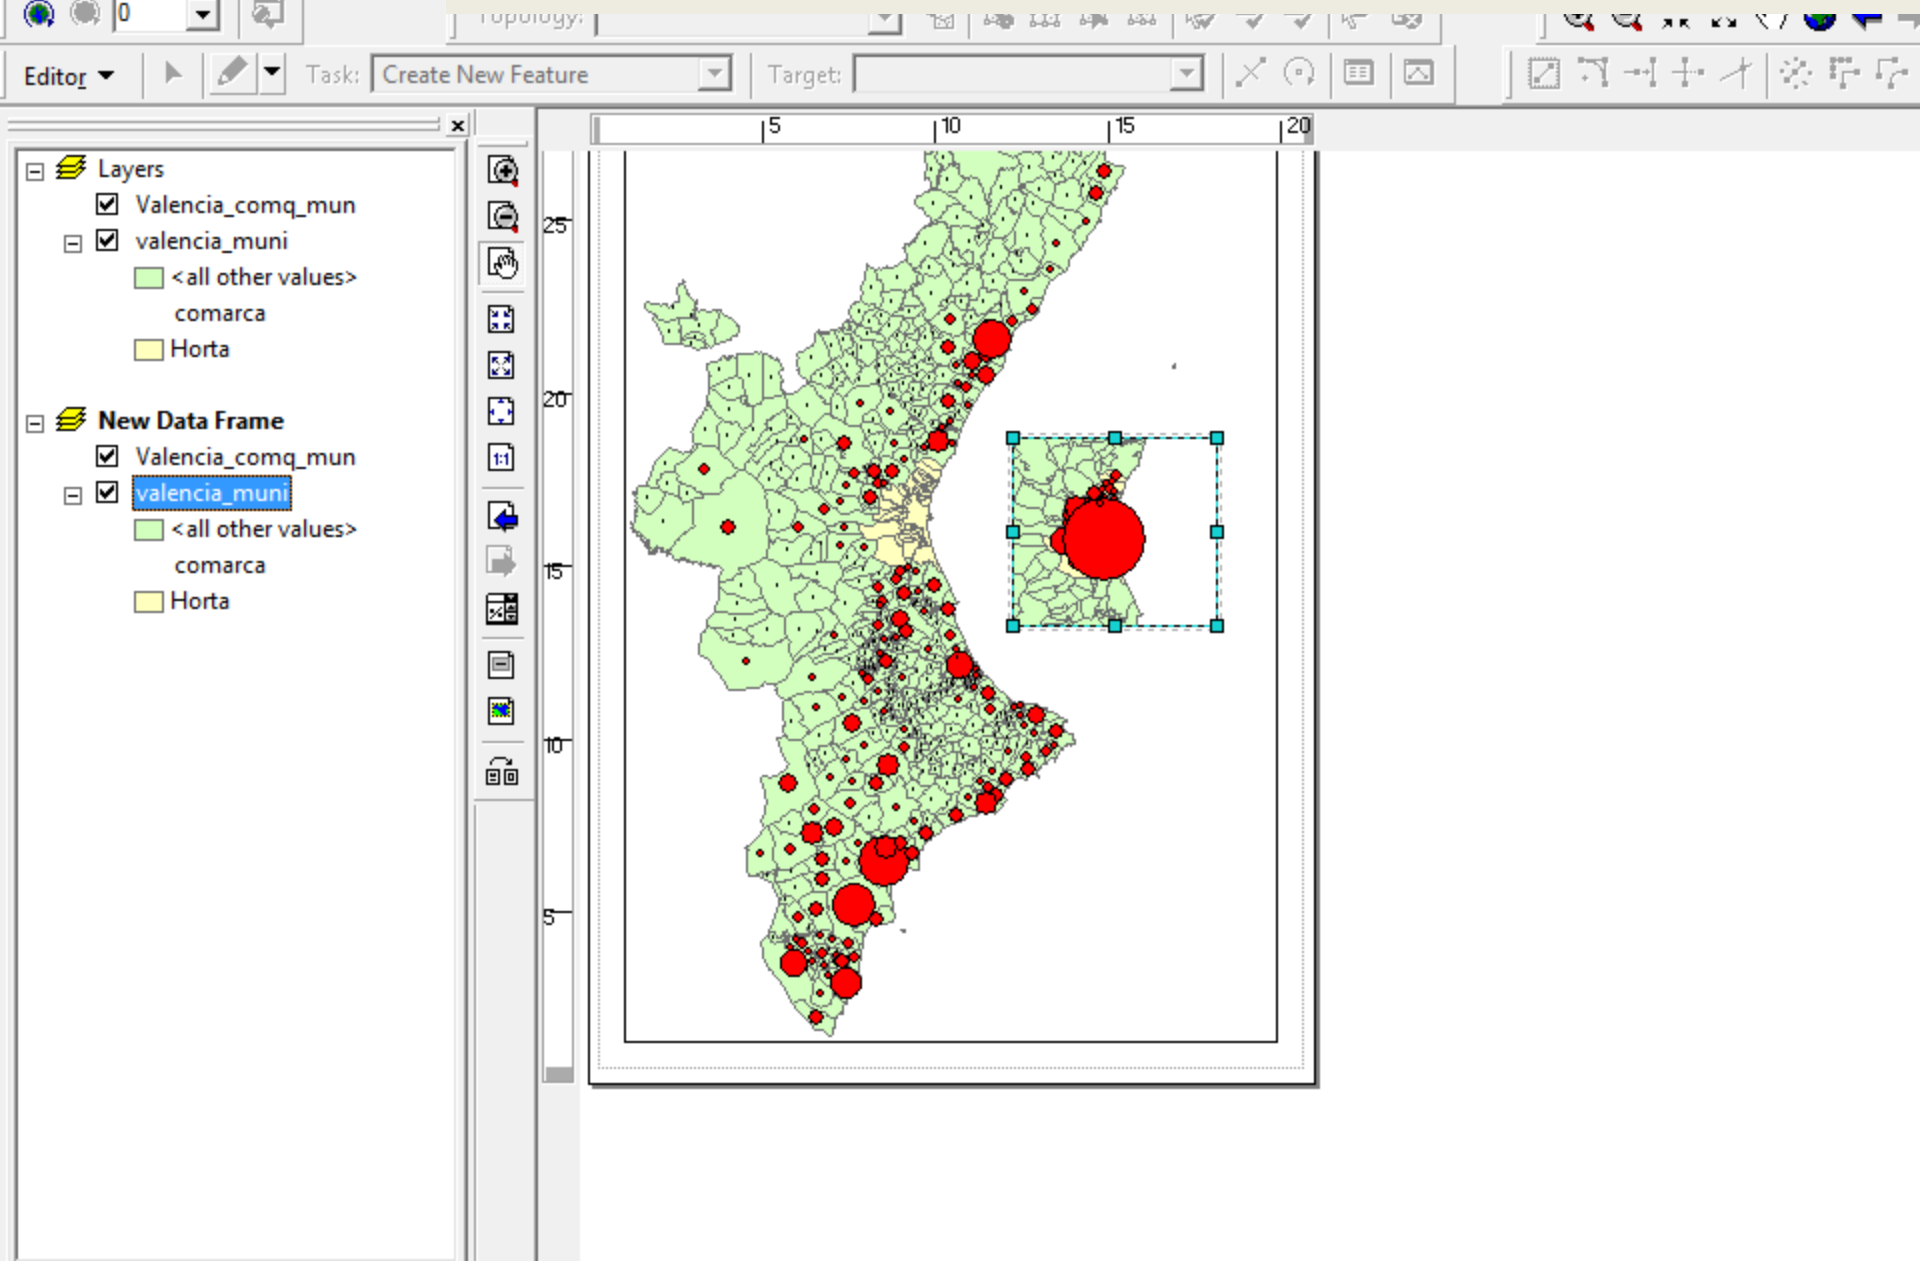 0
Topology:
Editor
Task: Create New Feature
Target:
5 10 15 20
Layers
Valencia_comq_mun
valencia_muni
<all other values>
comarca
Horta
New Data Frame
Valencia_comq_mun
valencia_muni
<all other values>
comarca
Horta
1:1
25
20
15
10
5